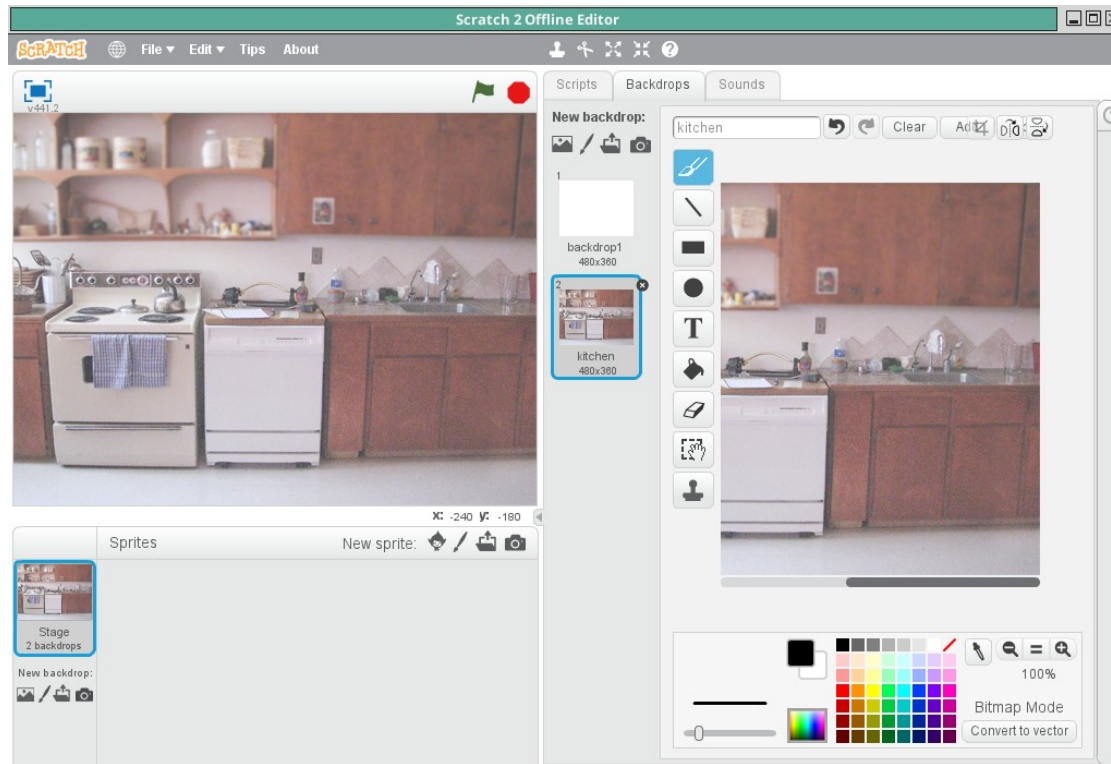 Scratch 2 Offline Editor
SCRATCH File Edit Tips About
v441.2
Scripts Backdrops Sounds
New backdrop:
kitchen
Clear
Ad
1
backdrop1
480x360
2
kitchen
480x360
T
X: -240 y: -180
Sprites
New sprite:
Stage
2 backdrops
New backdrop:
100%
Bitmap Mode
Convert to vector